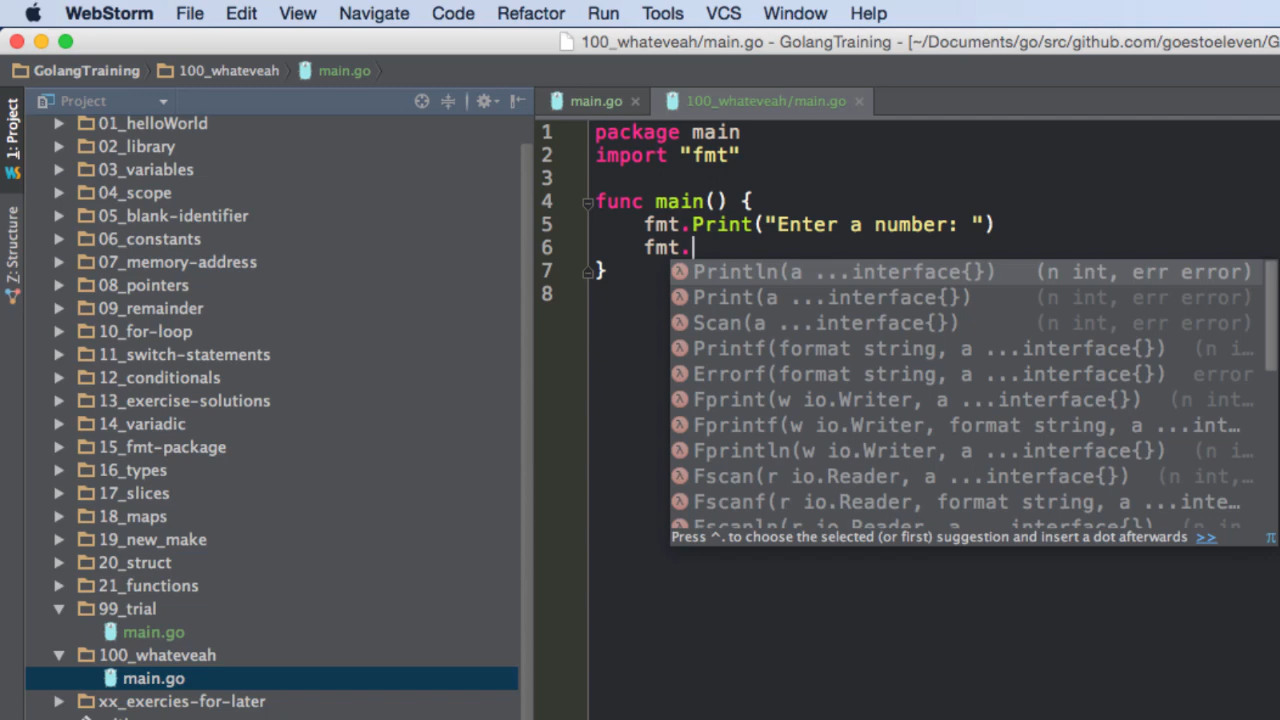 WebStorm File Edit View Navigate Code Refactor Run Tools VCS Window Help
100_whateveah/main.go - GolangTraining - [~/Documents/go/src/github.com/goestoeleven/G
GolangTraining 100_whateveah main.go
1: Project
Z: Structure
Project
01_helloWorld
02_library
03_variables
04_scope
05_blank-identifier
06_constants
07_memory-address
08_pointers
09_remainder
10_for-loop
11_switch-statements
12_conditionals
13_exercise-solutions
14_variadic
15_fmt-package
16_types
17_slices
18_maps
19_new_make
20_struct
21_functions
99_trial
main.go
100_whateveah
main.go
xx_exercies-for-later
main.go × 100_whateveah/main.go ×
1 package main
2 import "fmt"
3
4 func main() {
5 fmt.Print("Enter a number: ")
6 fmt.
7 }
8
λ Println(a ...interface{}) (n int, err error)
λ Print(a ...interface{}) (n int, err error)
λ Scan(a ...interface{}) (n int, err error)
λ Printf(format string, a ...interface{}) (n i…
λ Errorf(format string, a ...interface{}) error
λ Fprint(w io.Writer, a ...interface{}) (n int…
λ Fprintf(w io.Writer, format string, a ...int…
λ Fprintln(w io.Writer, a ...interface{}) (n i…
λ Fscan(r io.Reader, a ...interface{}) (n int,…
λ Fscanf(r io.Reader, format string, a ...inte…
λ Fscanln(r io.Reader, a ...interface{}) (n in
Press ^. to choose the selected (or first) suggestion and insert a dot afterwards >> π